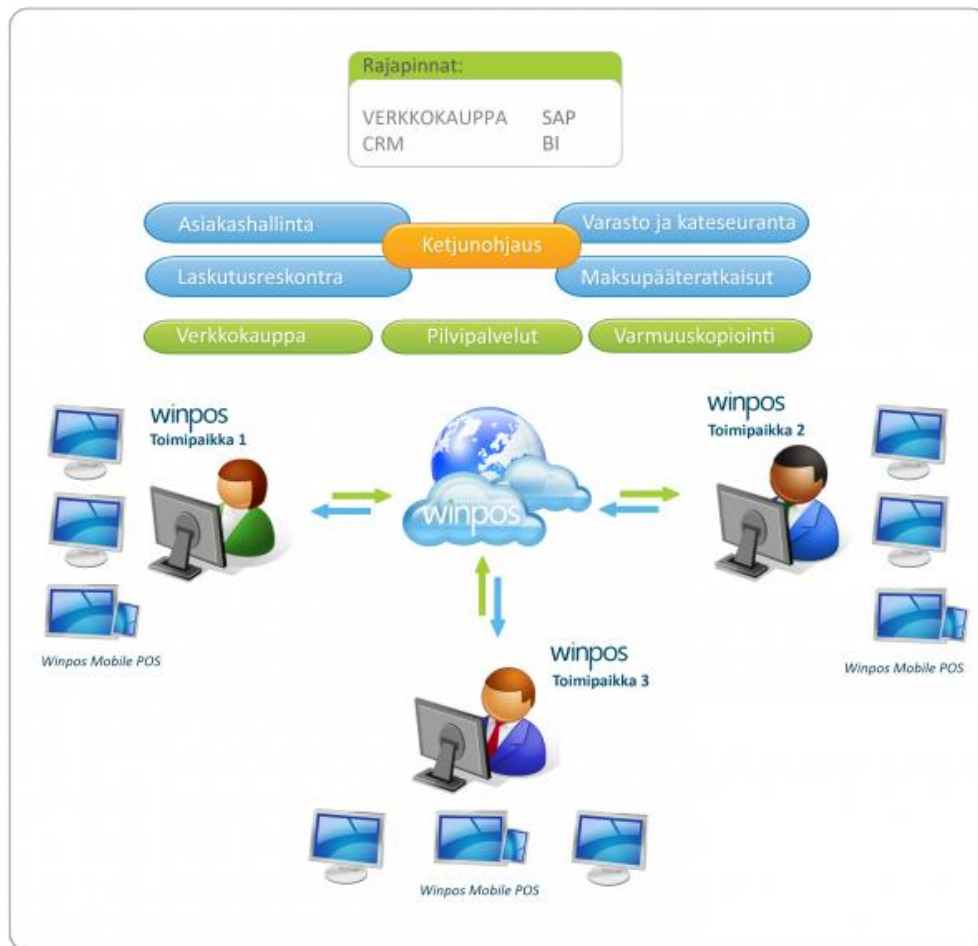 Rajapinnat:
VERKKOKAUPPA SAP
CRM BI
Asiakashallinta
Varasto ja kateseuranta
Ketjunohjaus
Laskutusreskontra
Maksupääteratkaisut
Verkkokauppa
Pilvipalvelut
Varmuuskopiointi
winpos
Toimipaikka 1
winpos
Toimipaikka 2
winpos
Winpos Mobile POS
Winpos Mobile POS
winpos
Toimipaikka 3
Winpos Mobile POS